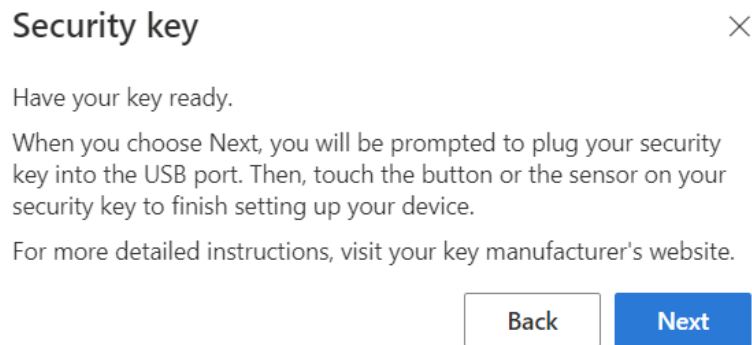 Security key
Have your key ready.
When you choose Next, you will be prompted to plug your security
key into the USB port. Then, touch the button or the sensor on your
security key to finish setting up your device.
For more detailed instructions, visit your key manufacturer's website.
Back
Next